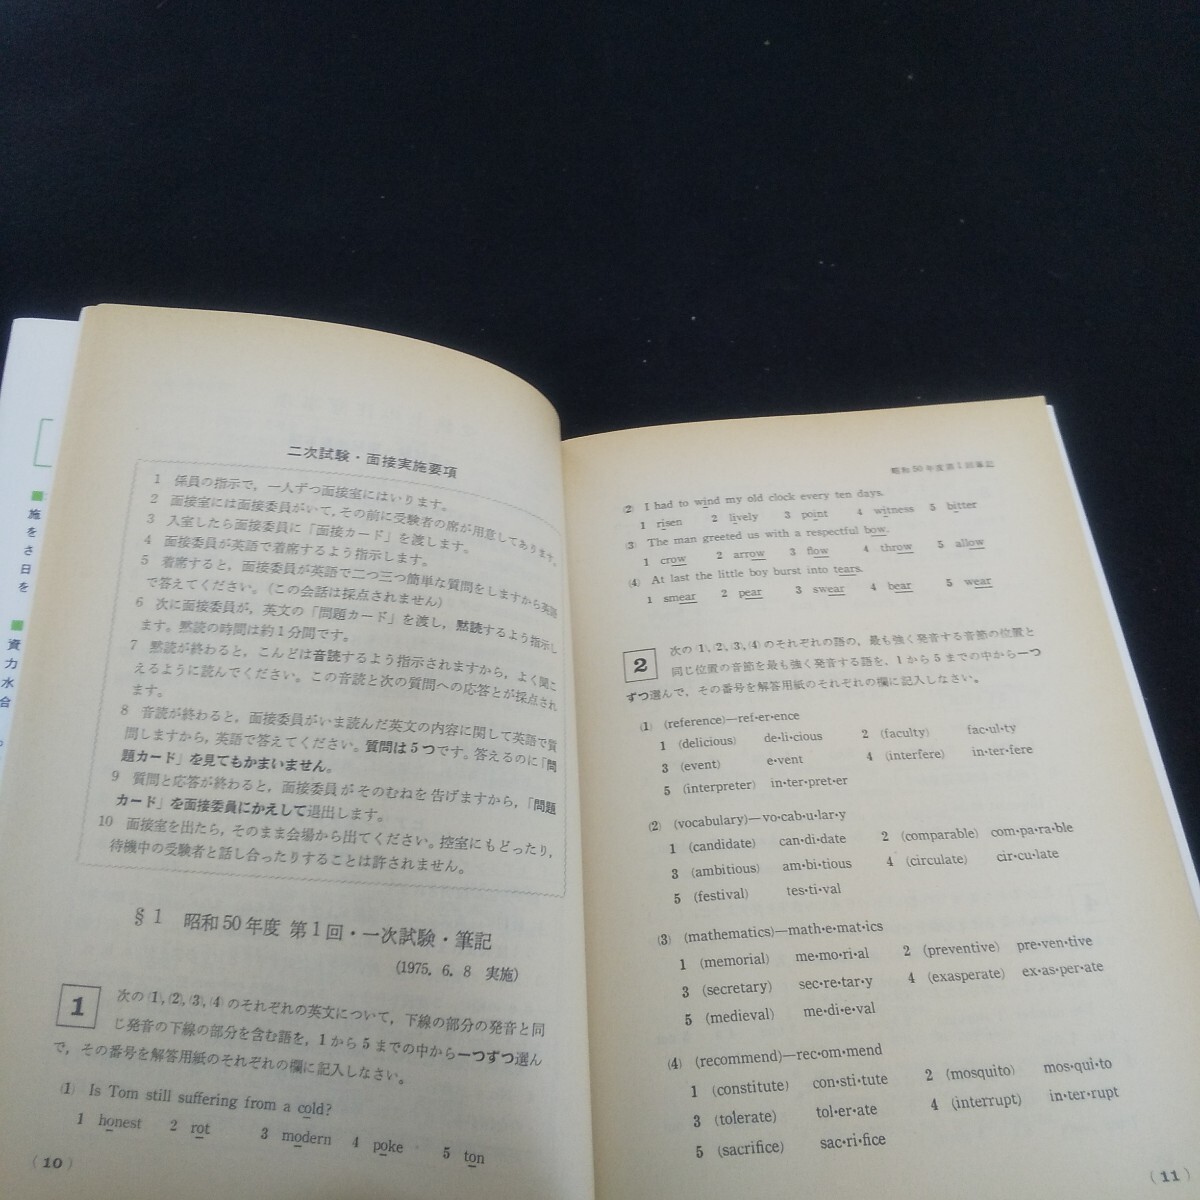 施
を
さ
日
を
資
力
水
合
二次試験・面接実施要項
1 係員の指示で，一人ずつ面接室にはいります。
2 面接室には面接委員がいて，その前に受験者の席が用意してあります。
3 入室したら面接委員に「面接カード」を渡します。
4 面接委員が英語で着席するよう指示します。
5 着席すると，面接委員が英語で二つ三つ簡単な質問をしますから英語
で答えてください。（この会話は採点されません）
6 次に面接委員が，英文の「問題カード」を渡し，黙読するよう指示し
ます。黙読の時間は約1分間です。
7 黙読が終わると，こんどは音読するよう指示されますから，よく聞こ
えるように読んでください。この音読と次の質問への応答とが採点され
ます。
8 音読が終わると，面接委員がいま読んだ英文の内容に関して英語で質
問しますから，英語で答えてください。質問は5つです。答えるのに「問
題カード」を見てもかまいません。
9 質問と応答が終わると，面接委員がそのむねを告げますから，「問題
カード」を面接委員にかえして退出します。
10 面接室を出たら，そのまま会場から出てください。控室にもどったり，
待機中の受験者と話し合ったりすることは許されません。
§1 昭和50年度 第1回・一次試験・筆記
(1975. 6. 8 実施)
1 次の(1),(2),(3),(4)のそれぞれの英文について，下線の部分の発音と同
じ発音の下線の部分を含む語を，1から5までの中から一つずつ選ん
で，その番号を解答用紙のそれぞれの欄に記入しなさい。
(1) Is Tom still suffering from a cold?
1 honest 2 rot 3 modern 4 poke 5 ton
(10)
昭和50年度第1回筆記
(2) I had to wind my old clock every ten days.
1 risen 2 lively 3 point 4 witness 5 bitter
(3) The man greeted us with a respectful bow.
1 crow 2 arrow 3 flow 4 throw 5 allow
(4) At last the little boy burst into tears.
1 smear 2 pear 3 swear 4 bear 5 wear
2 次の(1),(2),(3),(4)のそれぞれの語の，最も強く発音する音節の位置と
同じ位置の音節を最も強く発音する語を，1から5までの中から一つ
ずつ選んで，その番号を解答用紙のそれぞれの欄に記入しなさい。
(1) (reference)—ref•er•ence
1 (delicious) de•li•cious 2 (faculty) fac•ul•ty
3 (event) e•vent 4 (interfere) in•ter•fere
5 (interpreter) in•ter•pret•er
(2) (vocabulary)—vo•cab•u•lar•y
1 (candidate) can•di•date 2 (comparable) com•pa•ra•ble
3 (ambitious) am•bi•tious 4 (circulate) cir•cu•late
5 (festival) tes•ti•val
(3) (mathematics)—math•e•mat•ics
1 (memorial) me•mo•ri•al 2 (preventive) pre•ven•tive
3 (secretary) sec•re•tar•y 4 (exasperate) ex•as•per•ate
5 (medieval) me•di•e•val
(4) (recommend)—rec•om•mend
1 (constitute) con•sti•tute 2 (mosquito) mos•qui•to
3 (tolerate) tol•er•ate 4 (interrupt) in•ter•rupt
5 (sacrifice) sac•ri•fice
(11)